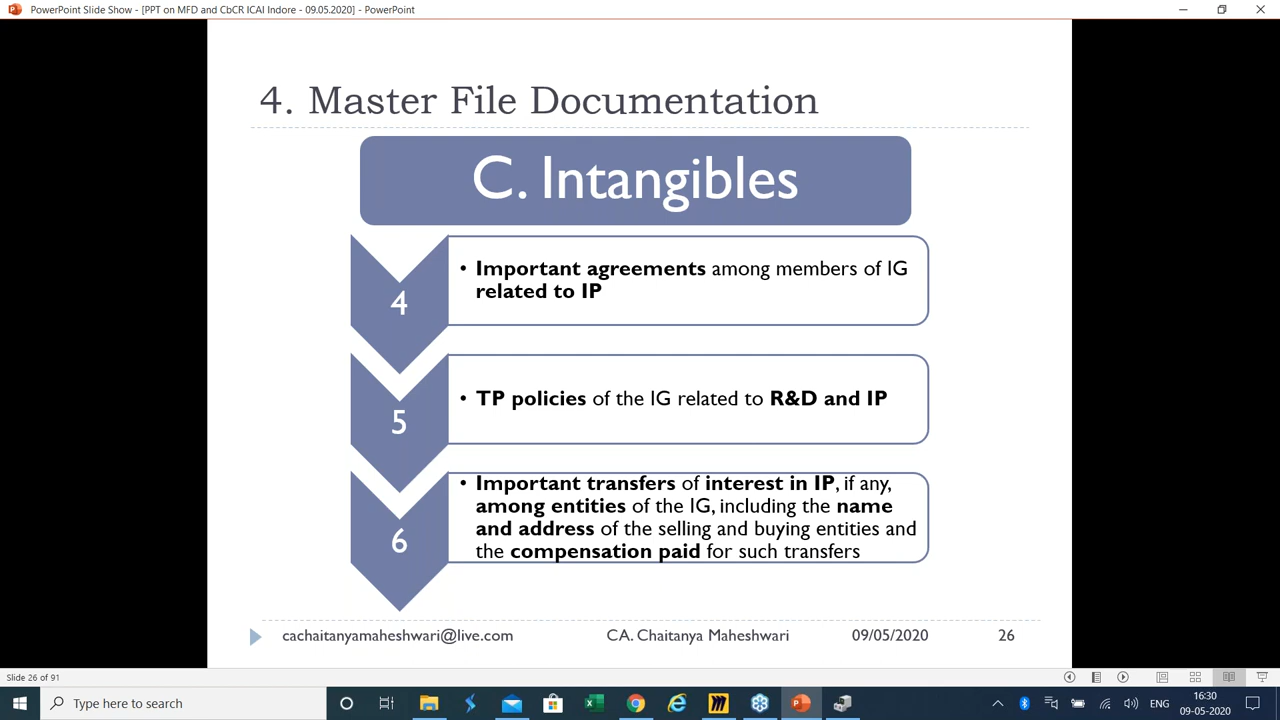 PowerPoint Slide Show - [PPT on MFD and CbCR ICAI Indore - 09.05.2020] - PowerPoint
4. Master File Documentation
C. Intangibles
4
• Important agreements among members of IG
related to IP
5
• TP policies of the IG related to R&D and IP
6
• Important transfers of interest in IP, if any,
among entities of the IG, including the name
and address of the selling and buying entities and
the compensation paid for such transfers
cachaitanyamaheshwari@live.com CA. Chaitanya Maheshwari 09/05/2020 26
Slide 26 of 91
Type here to search
ENG
16:30
09-05-2020